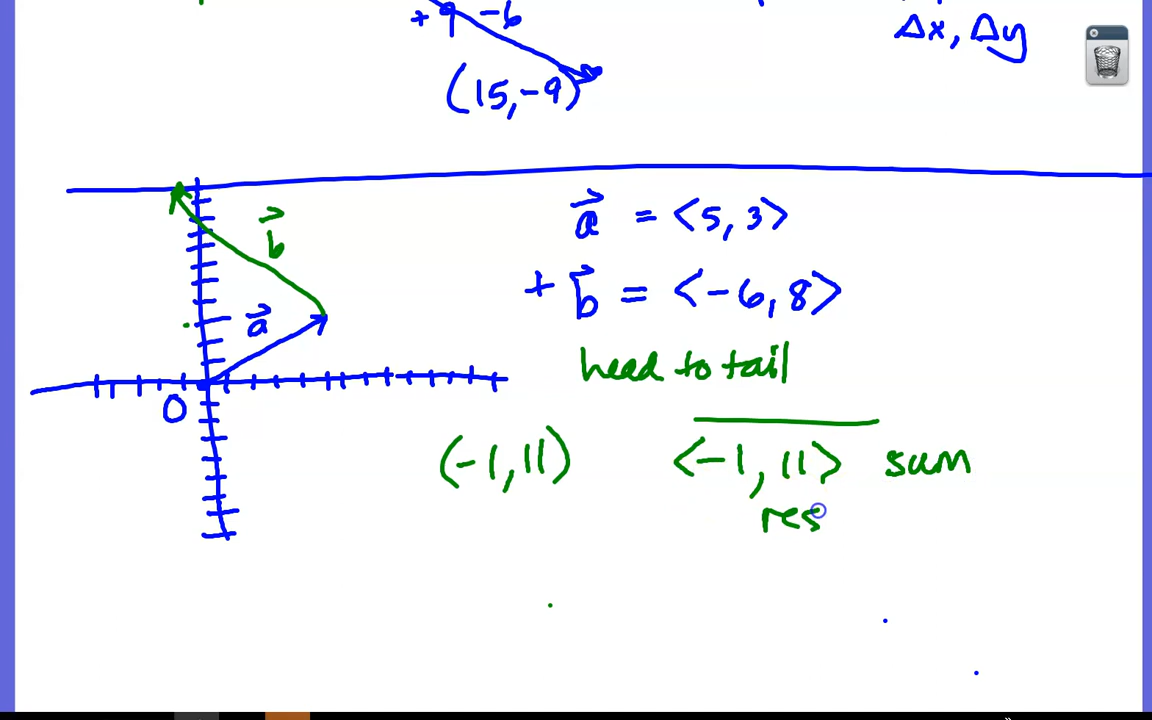 +9 -6
Δx, Δy
(15,-9)
b⃗
a⃗
0
a⃗ = <5, 3>
+ b⃗ = <-6, 8>
head to tail
(-1, 11)
<-1, 11> sum
res